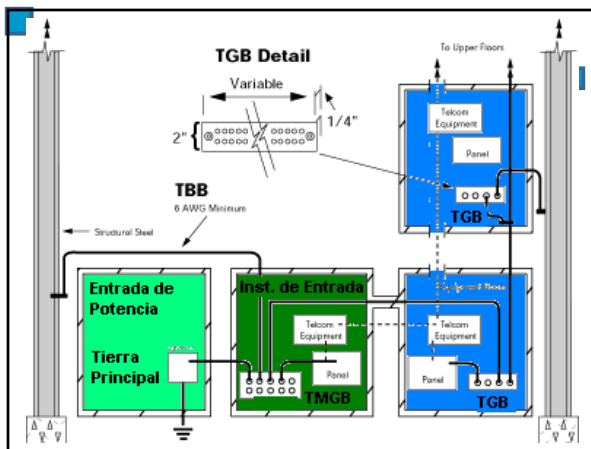 To Upper Floors
TGB Detail
Variable
1/4"
2"
Telcom
Equipment
Panel
TGB
TBB
6 AWG Minimum
Structural Steel
Entrada de
Potencia
Tierra
Principal
Inst. de Entrada
Telcom
Equipment
Panel
TMGB
Telcom
Equipment
Panel
TGB